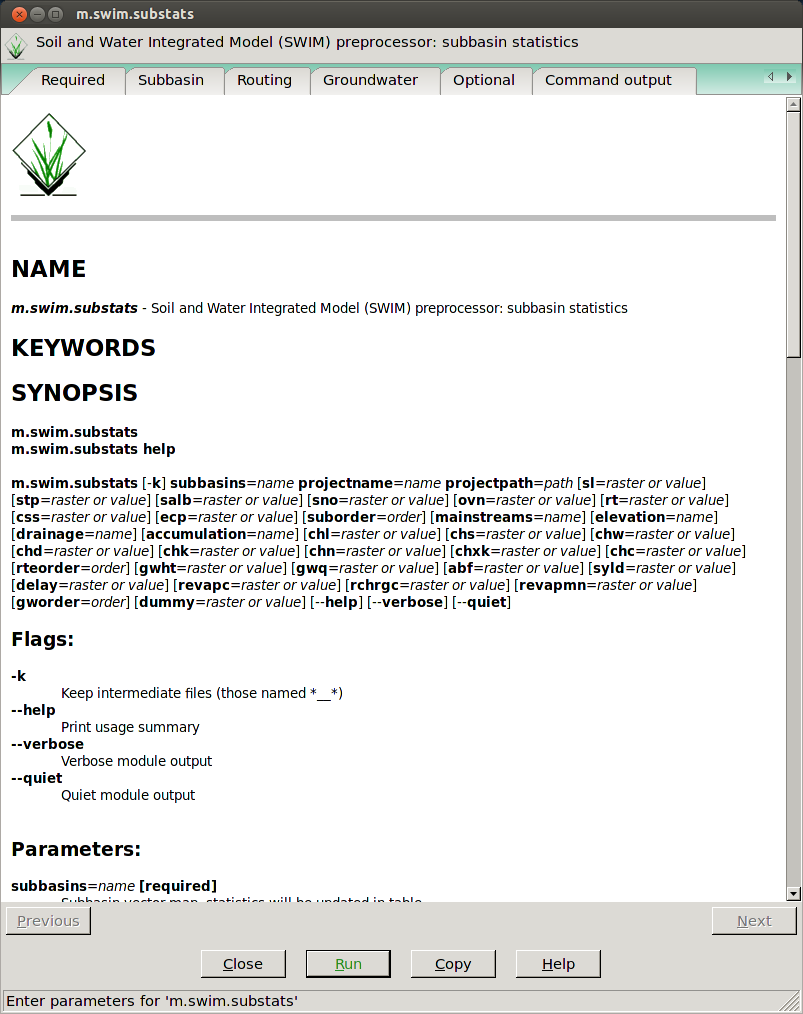 m.swim.substats
Soil and Water Integrated Model (SWIM) preprocessor: subbasin statistics
Required Subbasin Routing Groundwater Optional Command output
NAME
m.swim.substats - Soil and Water Integrated Model (SWIM) preprocessor: subbasin statistics
KEYWORDS
SYNOPSIS
m.swim.substats
m.swim.substats help
m.swim.substats [-k] subbasins=name projectname=name projectpath=path [sl=raster or value]
[stp=raster or value] [salb=raster or value] [sno=raster or value] [ovn=raster or value] [rt=raster or value]
[css=raster or value] [ecp=raster or value] [suborder=order] [mainstreams=name] [elevation=name]
[drainage=name] [accumulation=name] [chl=raster or value] [chs=raster or value] [chw=raster or value]
[chd=raster or value] [chk=raster or value] [chn=raster or value] [chxk=raster or value] [chc=raster or value]
[rteorder=order] [gwht=raster or value] [gwq=raster or value] [abf=raster or value] [syld=raster or value]
[delay=raster or value] [revapc=raster or value] [rchrgc=raster or value] [revapmn=raster or value]
[gworder=order] [dummy=raster or value] [--help] [--verbose] [--quiet]
Flags:
-k
Keep intermediate files (those named *__*)
--help
Print usage summary
--verbose
Verbose module output
--quiet
Quiet module output
Parameters:
subbasins=name [required]
Subbasin vector map, statistics will be updated in table
Previous Next
Close Run Copy Help
Enter parameters for 'm.swim.substats'